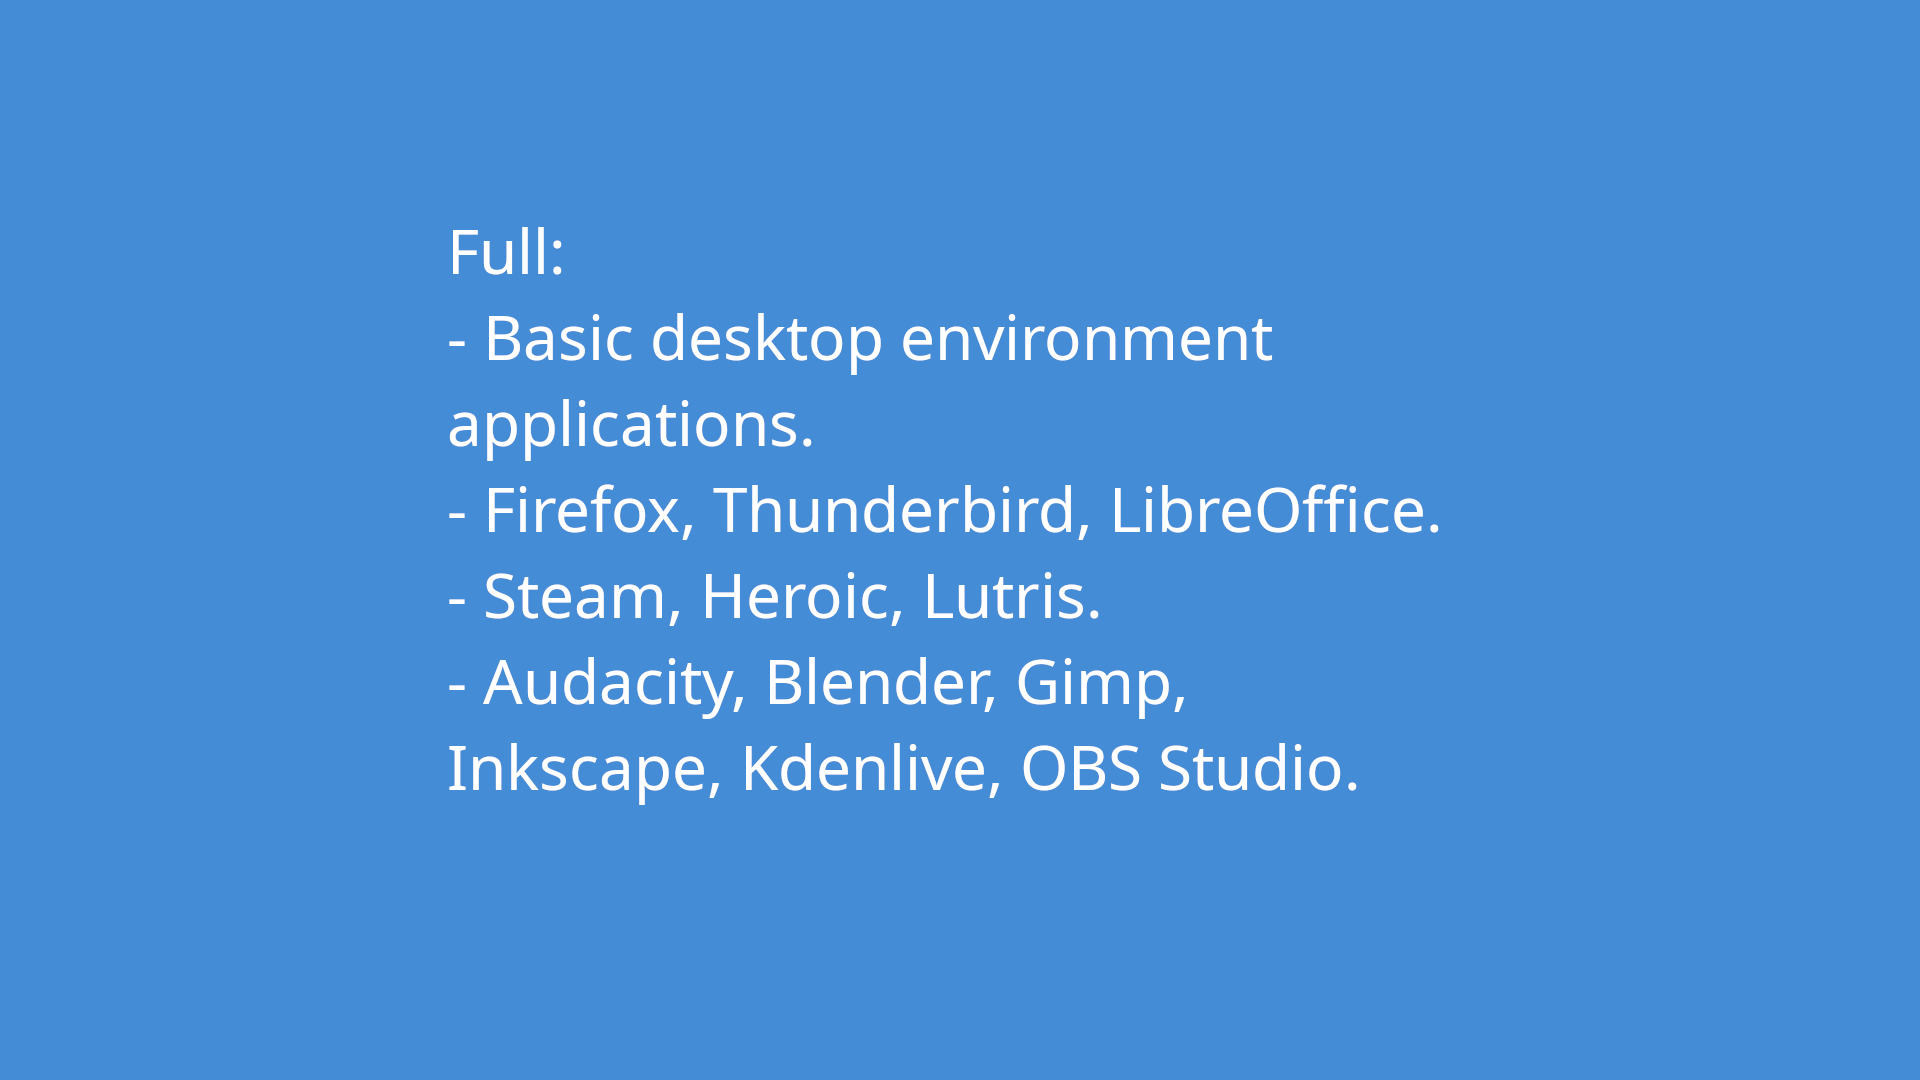 Full:
- Basic desktop environment
applications.
- Firefox, Thunderbird, LibreOffice.
- Steam, Heroic, Lutris.
- Audacity, Blender, Gimp,
Inkscape, Kdenlive, OBS Studio.